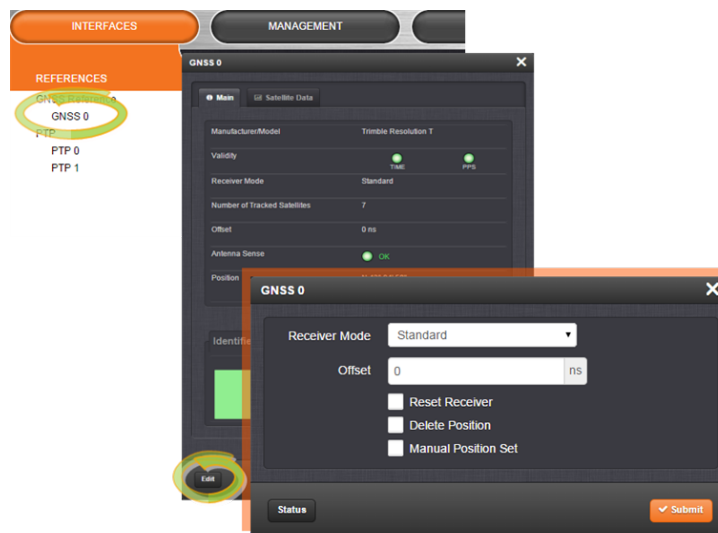 INTERFACES
MANAGEMENT
REFERENCES
GNSS Reference
GNSS 0
PTP
PTP 0
PTP 1
GNSS 0
Main
Satellite Data
Manufacturer/Model Trimble Resolution T
Validity
TIME PPS
Receiver Mode Standard
Number of Tracked Satellites 7
Offset 0 ns
Antenna Sense OK
Position
Edit
GNSS 0
Receiver Mode Standard
Offset 0 ns
Reset Receiver
Delete Position
Manual Position Set
Status
Submit